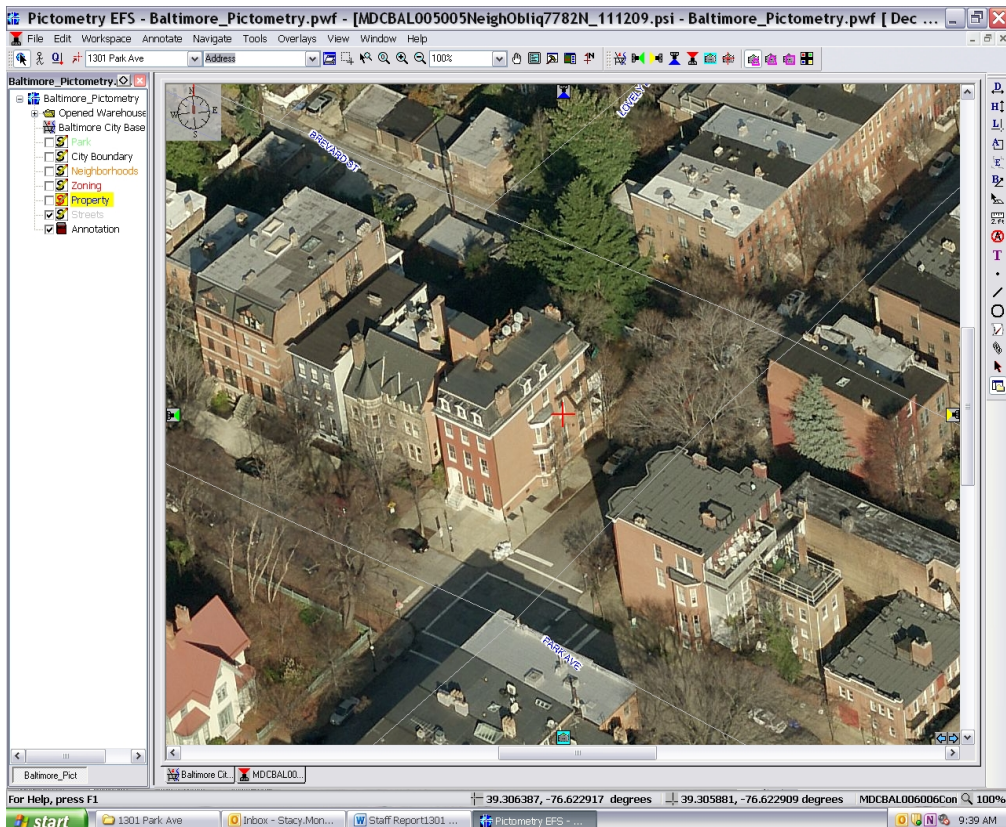 Pictometry EFS - Baltimore_Pictometry.pwf - [MDCBAL005005NeighObliq7782N_111209.psi - Baltimore_Pictometry.pwf [ Dec ...
File Edit Workspace Annotate Navigate Tools Overlays View Window Help
1301 Park Ave Address 100%
Baltimore_Pictometry.
Baltimore_Pictometry
Opened Warehouse
Baltimore City Base
Park
City Boundary
Neighborhoods
Zoning
Property
Streets
Annotation
N
W E
S
BREVARD ST
LOVELY
PARK AVE
Baltimore_Pict
Baltimore Cit...
MDCBAL00...
For Help, press F1
39.306387, -76.622917 degrees
39.305881, -76.622909 degrees
MDCBAL006006Con
100%
start
1301 Park Ave
Inbox - Stacy.Mon...
Staff Report1301 ...
Pictometry EFS - ...
9:39 AM